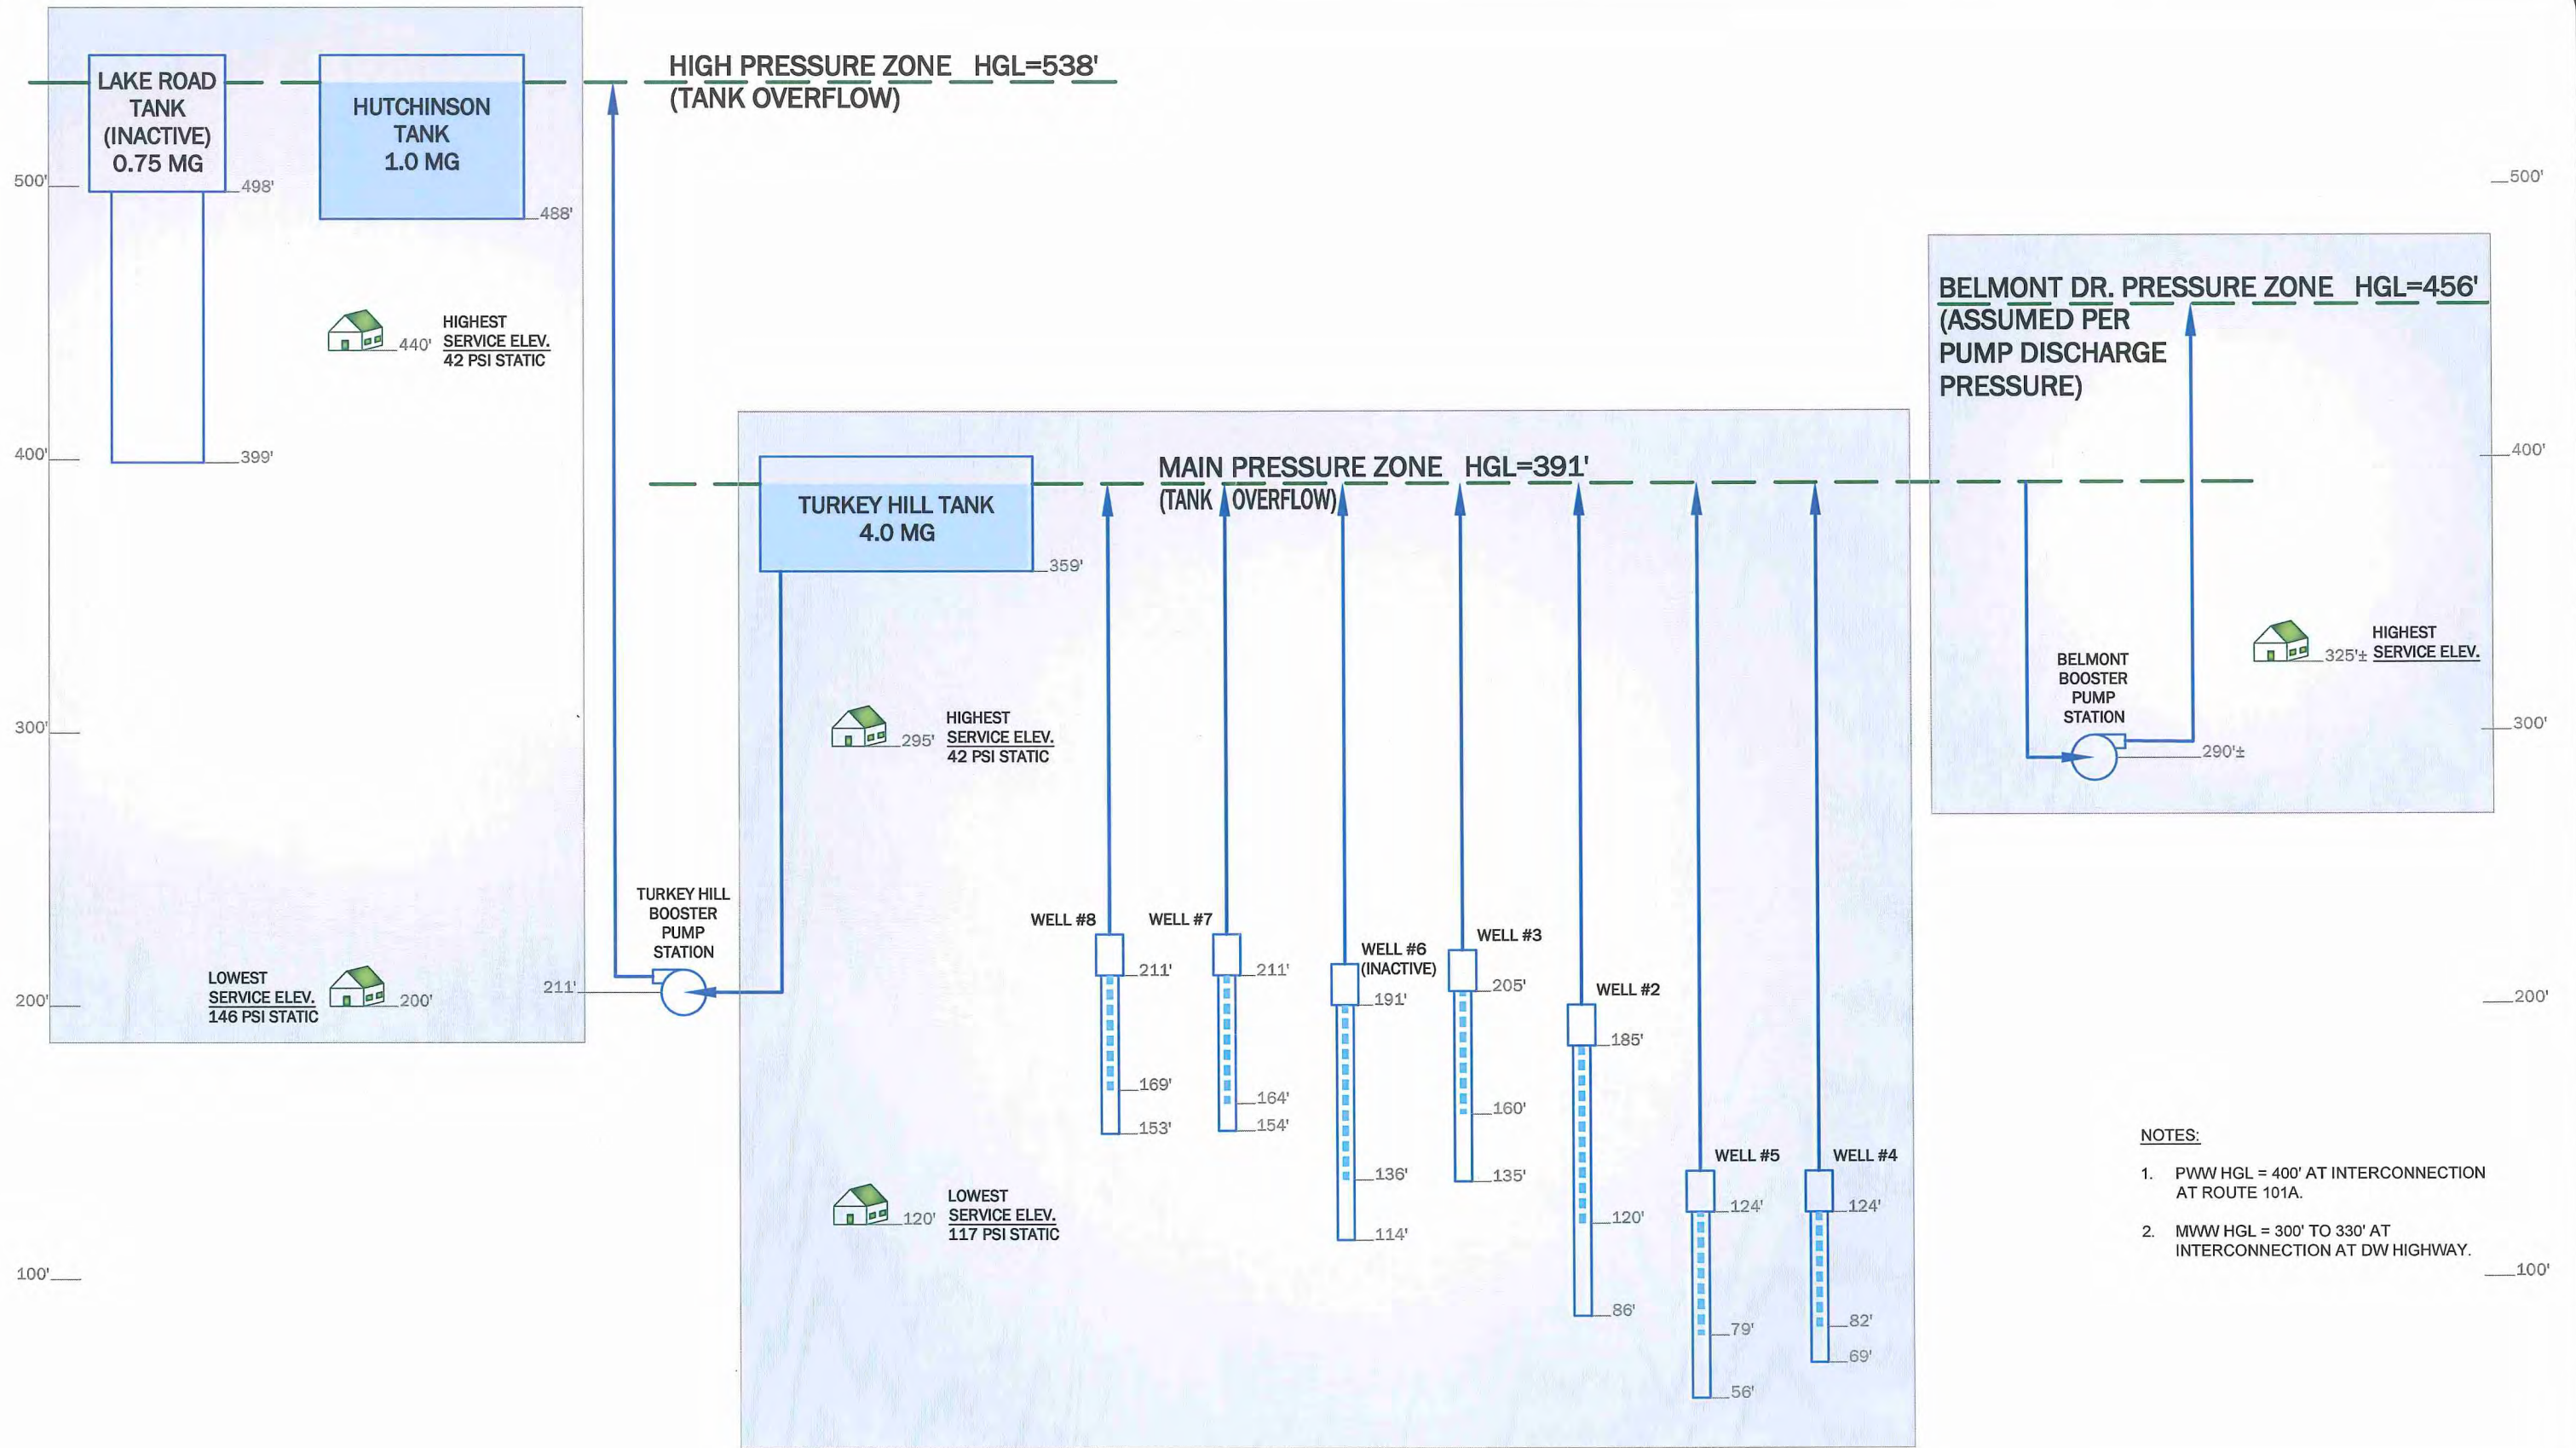 HIGH PRESSURE ZONE HGL=538'
(TANK OVERFLOW)
LAKE ROAD
TANK
(INACTIVE)
0.75 MG
HUTCHINSON
TANK
1.0 MG
500'
498'
488'
500'
440'
HIGHEST
SERVICE ELEV.
42 PSI STATIC
400'
399'
BELMONT DR. PRESSURE ZONE HGL=456'
(ASSUMED PER
PUMP DISCHARGE
PRESSURE)
400'
MAIN PRESSURE ZONE HGL=391'
(TANK OVERFLOW)
TURKEY HILL TANK
4.0 MG
359'
325'±
HIGHEST
SERVICE ELEV.
BELMONT
BOOSTER
PUMP
STATION
290'±
300'
300'
295'
HIGHEST
SERVICE ELEV.
42 PSI STATIC
TURKEY HILL
BOOSTER
PUMP
STATION
211'
LOWEST
SERVICE ELEV.
146 PSI STATIC
200'
200'
200'
WELL #8
211'
169'
153'
WELL #7
211'
164'
154'
WELL #6
(INACTIVE)
191'
136'
114'
WELL #3
205'
160'
135'
WELL #2
185'
120'
86'
WELL #5
124'
79'
56'
WELL #4
124'
82'
69'
120'
LOWEST
SERVICE ELEV.
117 PSI STATIC
100'
100'
NOTES:
1. PWW HGL = 400' AT INTERCONNECTION
AT ROUTE 101A.
2. MWW HGL = 300' TO 330' AT
INTERCONNECTION AT DW HIGHWAY.